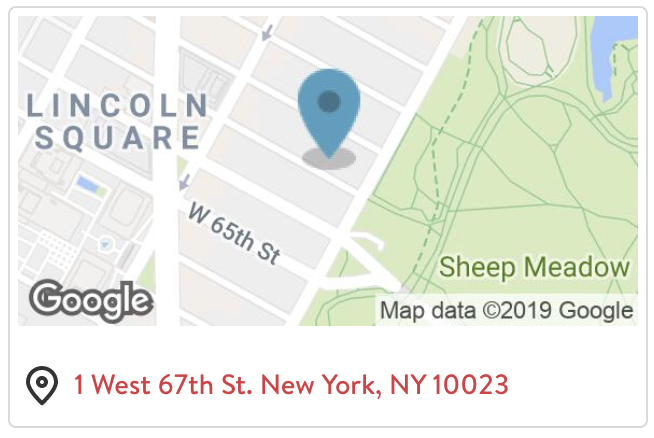 LINCOLN
SQUARE
W 65th St
Sheep Meadow
Google
Map data ©2019 Google
1 West 67th St. New York, NY 10023